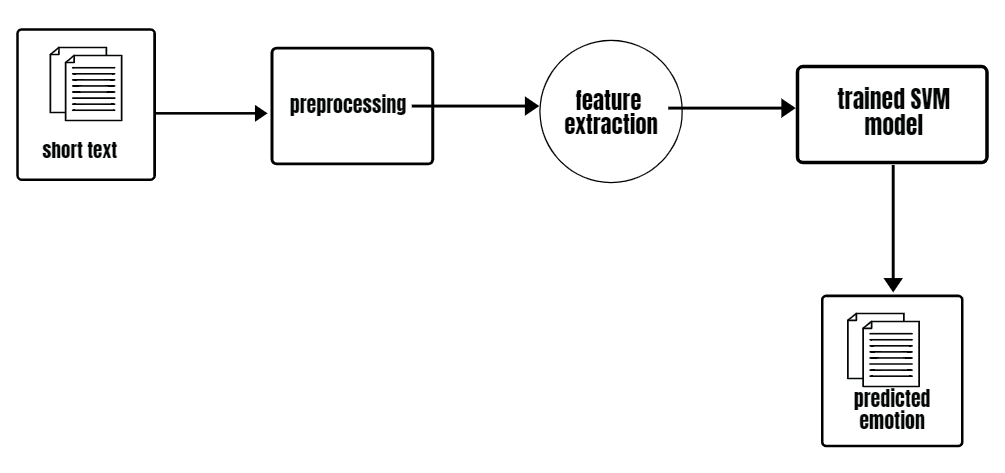 short text
preprocessing
feature
extraction
trained SVM
model
predicted
emotion